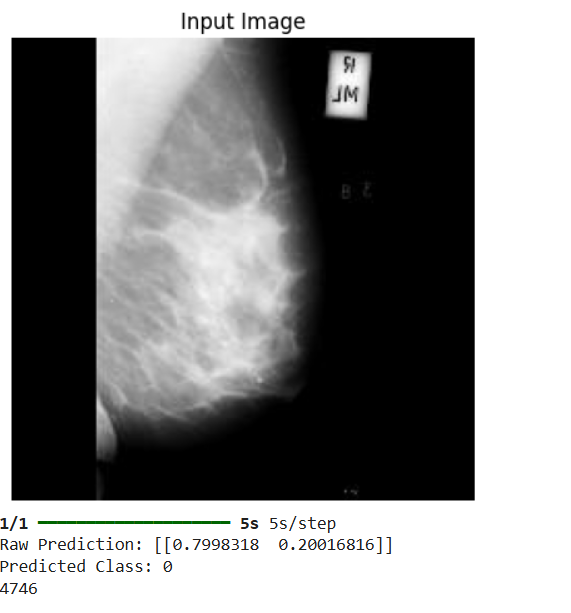 Input Image
R
ML
1/1 ━━━━━━━━━━━━━━━━━━━━ 5s 5s/step
Raw Prediction: [[0.7998318  0.20016816]]
Predicted Class: 0
4746